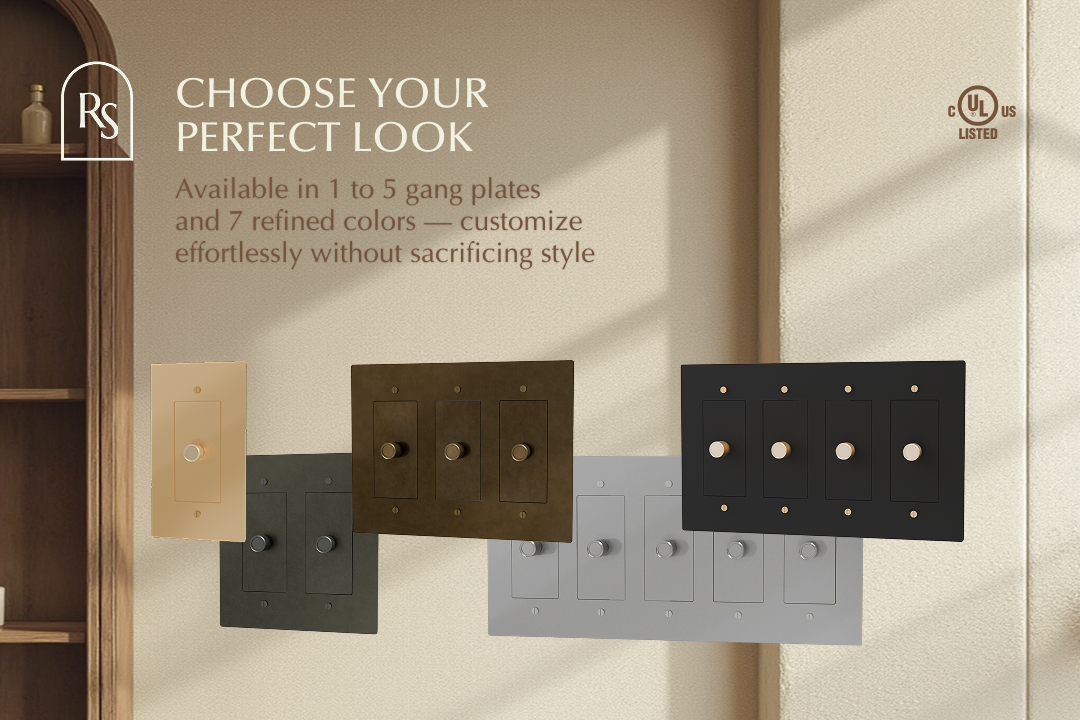 RS
CHOOSE YOUR
PERFECT LOOK
Available in 1 to 5 gang plates
and 7 refined colors — customize
effortlessly without sacrificing style
C UL US
®
LISTED